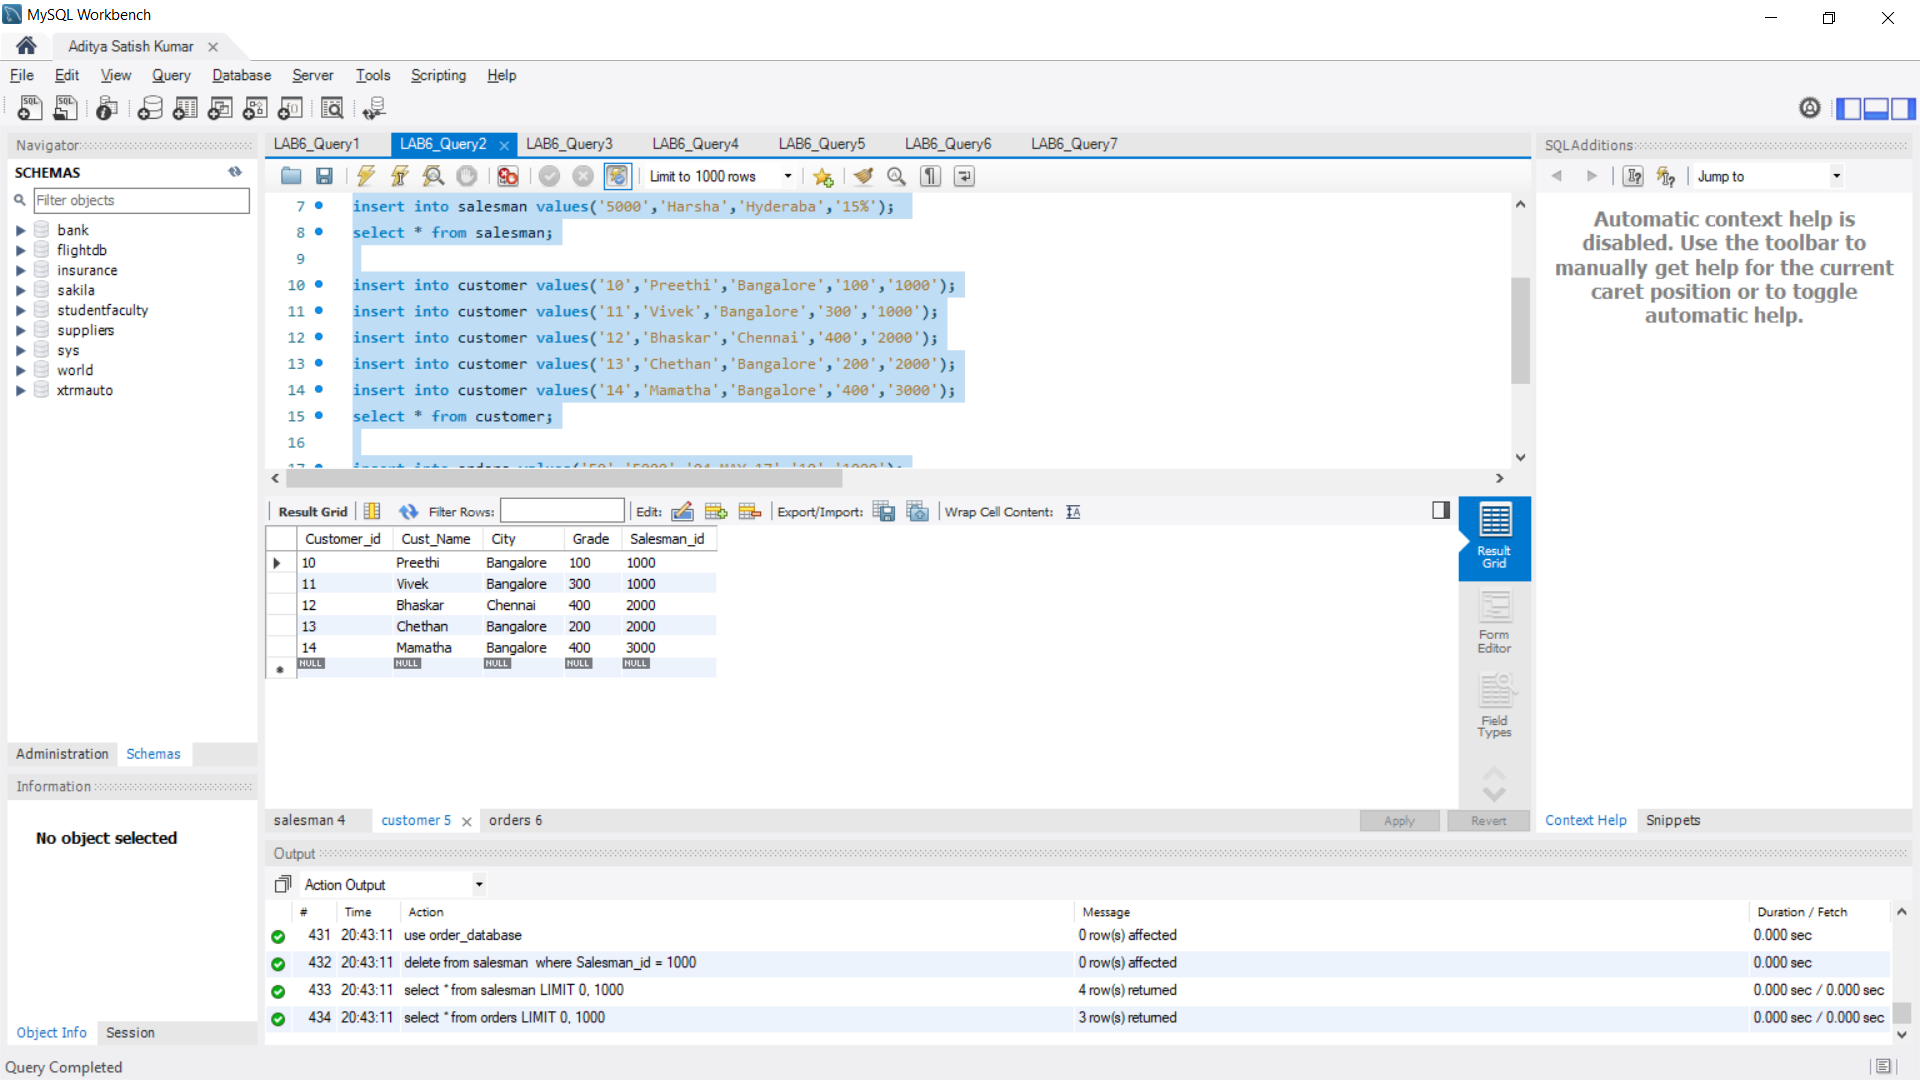 MySQL Workbench
Aditya Satish Kumar
File Edit View Query Database Server Tools Scripting Help
Navigator
SCHEMAS
Filter objects
bank
flightdb
insurance
sakila
studentfaculty
suppliers
sys
world
xtrmauto
Administration Schemas
Information
No object selected
Object Info Session
LAB6_Query1 LAB6_Query2 LAB6_Query3 LAB6_Query4 LAB6_Query5 LAB6_Query6 LAB6_Query7
Limit to 1000 rows
7 insert into salesman values('5000','Harsha','Hyderaba','15%');
8 select * from salesman;
9
10 insert into customer values('10','Preethi','Bangalore','100','1000');
11 insert into customer values('11','Vivek','Bangalore','300','1000');
12 insert into customer values('12','Bhaskar','Chennai','400','2000');
13 insert into customer values('13','Chethan','Bangalore','200','2000');
14 insert into customer values('14','Mamatha','Bangalore','400','3000');
15 select * from customer;
16
17 insert into orders values('50','5000','04-MAY-17','10','1000');
Result Grid Filter Rows: Edit: Export/Import: Wrap Cell Content:
Customer_id Cust_Name City Grade Salesman_id
10 Preethi Bangalore 100 1000
11 Vivek Bangalore 300 1000
12 Bhaskar Chennai 400 2000
13 Chethan Bangalore 200 2000
14 Mamatha Bangalore 400 3000
NULL NULL NULL NULL NULL
Result
Grid
Form
Editor
Field
Types
salesman 4 customer 5 orders 6
Apply Revert
SQLAdditions
Jump to
Automatic context help is
disabled. Use the toolbar to
manually get help for the current
caret position or to toggle
automatic help.
Context Help Snippets
Output
Action Output
# Time Action Message Duration / Fetch
431 20:43:11 use order_database 0 row(s) affected 0.000 sec
432 20:43:11 delete from salesman where Salesman_id = 1000 0 row(s) affected 0.000 sec
433 20:43:11 select * from salesman LIMIT 0, 1000 4 row(s) returned 0.000 sec / 0.000 sec
434 20:43:11 select * from orders LIMIT 0, 1000 3 row(s) returned 0.000 sec / 0.000 sec
Query Completed